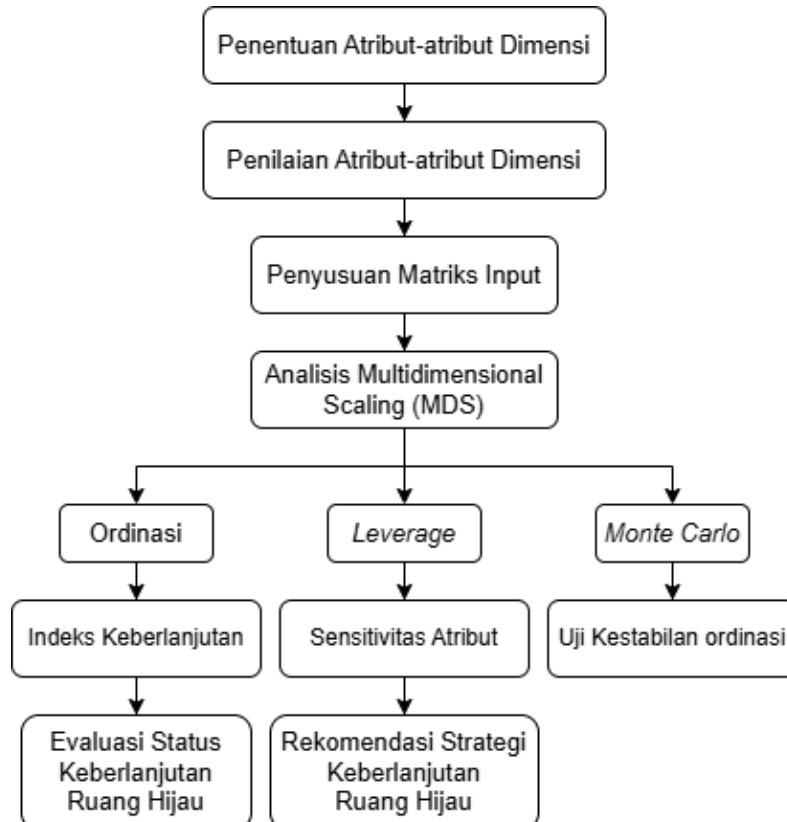 Penentuan Atribut-atribut Dimensi
Penilaian Atribut-atribut Dimensi
Penyusuan Matriks Input
Analisis Multidimensional
Scaling (MDS)
Ordinasi
Leverage
Monte Carlo
Indeks Keberlanjutan
Sensitivitas Atribut
Uji Kestabilan ordinasi
Evaluasi Status
Keberlanjutan
Ruang Hijau
Rekomendasi Strategi
Keberlanjutan
Ruang Hijau